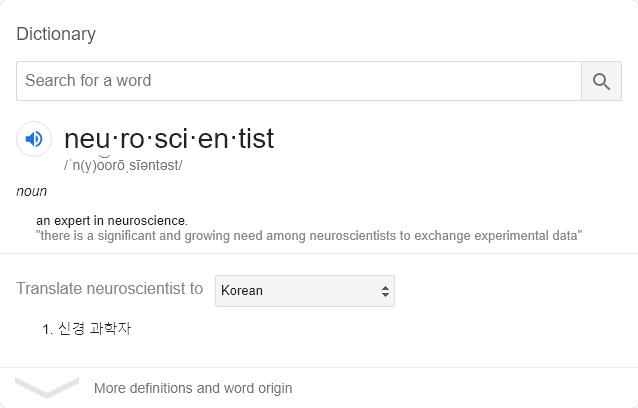 Dictionary
Search for a word
neu·ro·sci·en·tist
/ˈn(y)o͝orōˌsīəntəst/
noun
an expert in neuroscience.
"there is a significant and growing need among neuroscientists to exchange experimental data"
Translate neuroscientist to Korean
1. 신경 과학자
More definitions and word origin